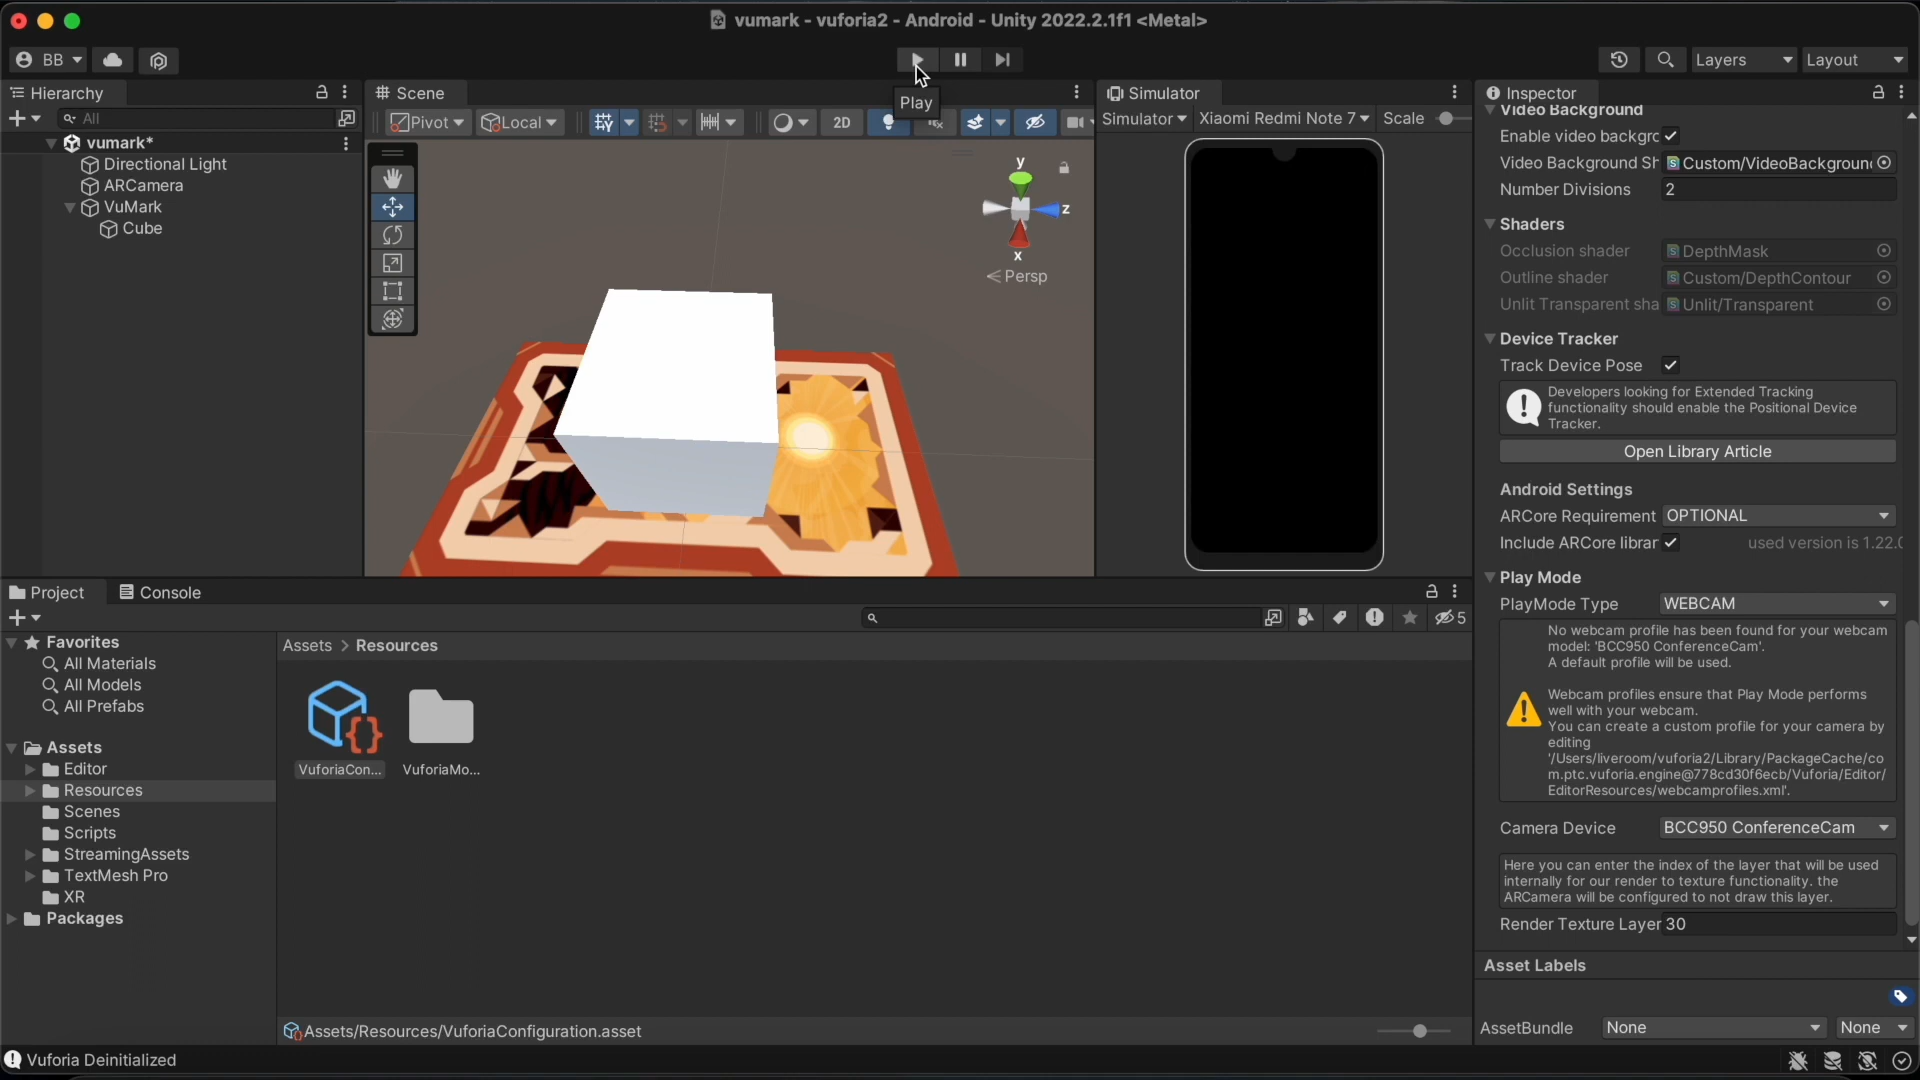 vumark - vuforia2 - Android - Unity 2022.2.1f1 <Metal>
BB
Layers
Layout
Hierarchy
Scene
Play
Simulator
Inspector
All
Pivot
Local
2D
Simulator
Xiaomi Redmi Note 7
Scale
vumark*
Directional Light
ARCamera
VuMark
Cube
y
z
x
Persp
Video Background
Enable video backgrc
Video Background Sh
Custom/VideoBackgroun
Number Divisions
2
Shaders
Occlusion shader
DepthMask
Outline shader
Custom/DepthContour
Unlit Transparent sha
Unlit/Transparent
Device Tracker
Track Device Pose
Developers looking for Extended Tracking
functionality should enable the Positional Device
Tracker.
Open Library Article
Android Settings
ARCore Requirement
OPTIONAL
Include ARCore librar
used version is 1.22.0
Play Mode
PlayMode Type
WEBCAM
No webcam profile has been found for your webcam
model: 'BCC950 ConferenceCam'.
A default profile will be used.
Webcam profiles ensure that Play Mode performs
well with your webcam.
You can create a custom profile for your camera by
editing
'/Users/liveroom/vuforia2/Library/PackageCache/co
m.ptc.vuforia.engine@778cd30f6ecb/Vuforia/Editor/
EditorResources/webcamprofiles.xml'.
Camera Device
BCC950 ConferenceCam
Here you can enter the index of the layer that will be used
internally for our render to texture functionality. the
ARCamera will be configured to not draw this layer.
Render Texture Layer
30
Asset Labels
AssetBundle
None
None
Project
Console
5
Favorites
All Materials
All Models
All Prefabs
Assets
Editor
Resources
Scenes
Scripts
StreamingAssets
TextMesh Pro
XR
Packages
Assets > Resources
VuforiaCon...
VuforiaMo...
Assets/Resources/VuforiaConfiguration.asset
Vuforia Deinitialized